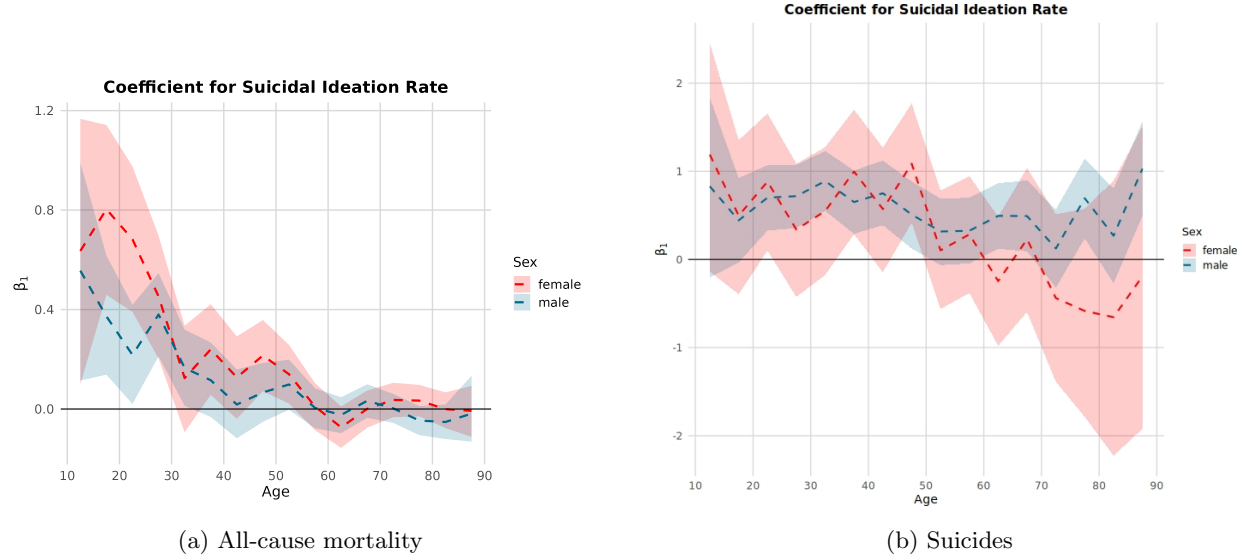 Coefficient for Suicidal Ideation Rate
1.2
0.8
0.4
0.0
β1
10 20 30 40 50 60 70 80 90
Age
Sex
female
male
(a) All-cause mortality
Coefficient for Suicidal Ideation Rate
2
1
0
-1
-2
β1
10 20 30 40 50 60 70 80 90
Age
Sex
female
male
(b) Suicides